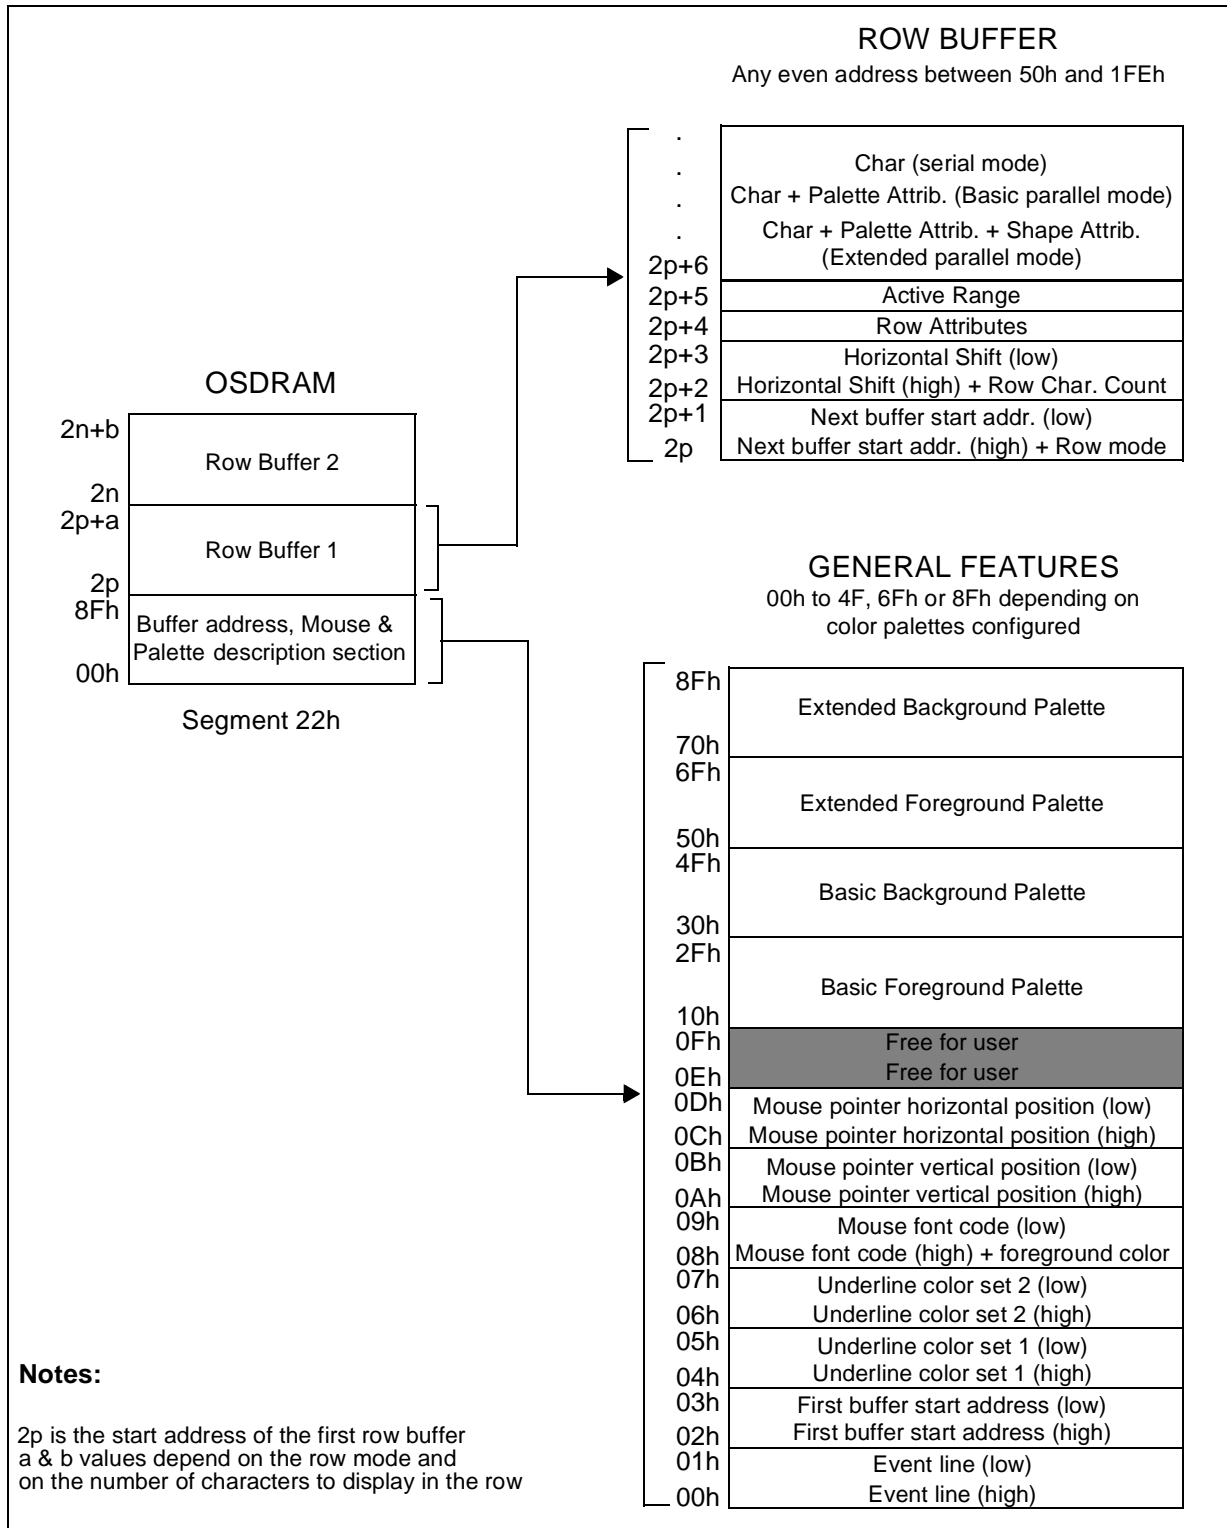 ROW BUFFER
Any even address between 50h and 1FEh
.
.
.
.
Char (serial mode)
Char + Palette Attrib. (Basic parallel mode)
Char + Palette Attrib. + Shape Attrib.
(Extended parallel mode)
2p+6
2p+5 Active Range
2p+4 Row Attributes
2p+3 Horizontal Shift (low)
2p+2 Horizontal Shift (high) + Row Char. Count
2p+1 Next buffer start addr. (low)
2p Next buffer start addr. (high) + Row mode
OSDRAM
2n+b
Row Buffer 2
2n
2p+a
Row Buffer 1
2p
8Fh
Buffer address, Mouse &
Palette description section
00h
Segment 22h
GENERAL FEATURES
00h to 4F, 6Fh or 8Fh depending on
color palettes configured
8Fh
Extended Background Palette
70h
6Fh
Extended Foreground Palette
50h
4Fh
Basic Background Palette
30h
2Fh
Basic Foreground Palette
10h
0Fh Free for user
0Eh Free for user
0Dh Mouse pointer horizontal position (low)
0Ch Mouse pointer horizontal position (high)
0Bh Mouse pointer vertical position (low)
0Ah Mouse pointer vertical position (high)
09h Mouse font code (low)
08h Mouse font code (high) + foreground color
07h Underline color set 2 (low)
06h Underline color set 2 (high)
05h Underline color set 1 (low)
04h Underline color set 1 (high)
03h First buffer start address (low)
02h First buffer start address (high)
01h Event line (low)
00h Event line (high)
Notes:
2p is the start address of the first row buffer
a & b values depend on the row mode and
on the number of characters to display in the row